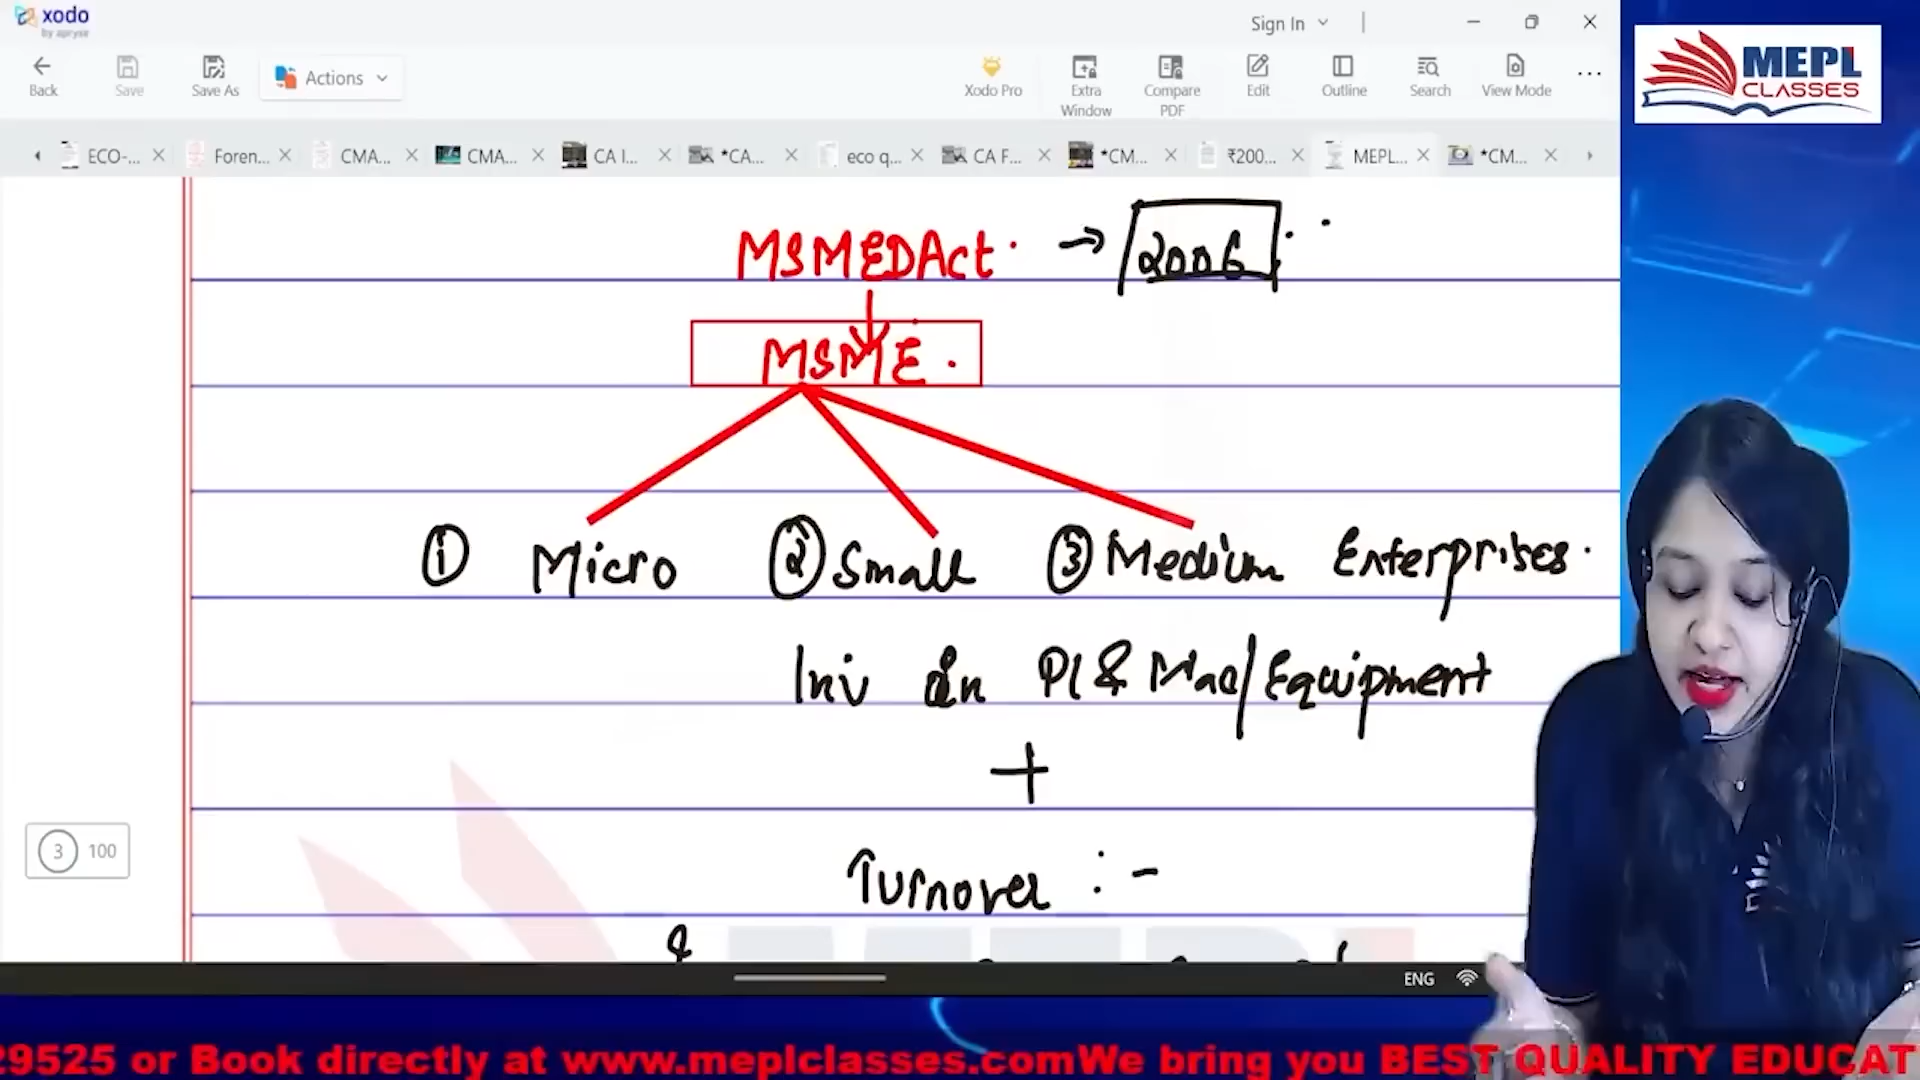 xodo
by apryse
Sign In
Back
Save
Save As
Actions
Xodo Pro
Extra Window
Compare PDF
Edit
Outline
Search
View Mode
MEPL
CLASSES
ECO-...
Foren...
CMA...
CMA...
CA I...
*CA...
eco q...
CA F...
*CM...
₹200...
MEPL...
*CM...
MSMEDAct. → 2006
MSME.
① Micro ② Small ③ Medium Enterprises.
Inv in Pl & Mac/Equipment
+
Turnover :-
3 100
ENG
29525 or Book directly at www.meplclasses.comWe bring you BEST QUALITY EDUCAT